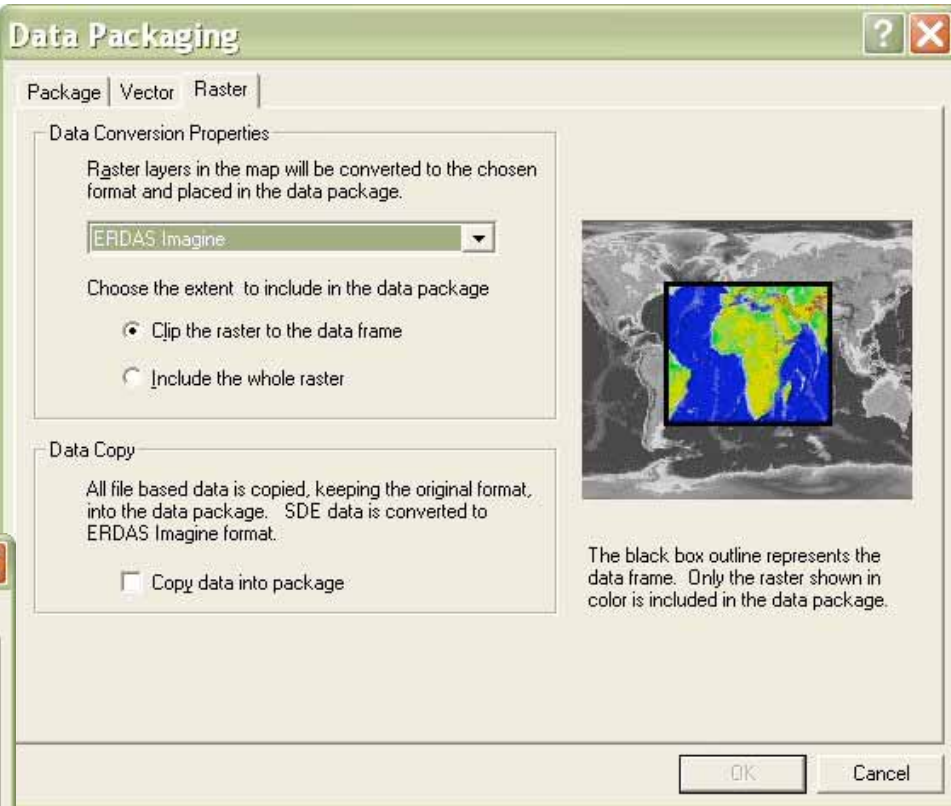 Data Packaging
Package Vector Raster
Data Conversion Properties
Raster layers in the map will be converted to the chosen
format and placed in the data package.
ERDAS Imagine
Choose the extent to include in the data package
Clip the raster to the data frame
Include the whole raster
Data Copy
All file based data is copied, keeping the original format,
into the data package. SDE data is converted to
ERDAS Imagine format.
Copy data into package
The black box outline represents the
data frame. Only the raster shown in
color is included in the data package.
OK Cancel